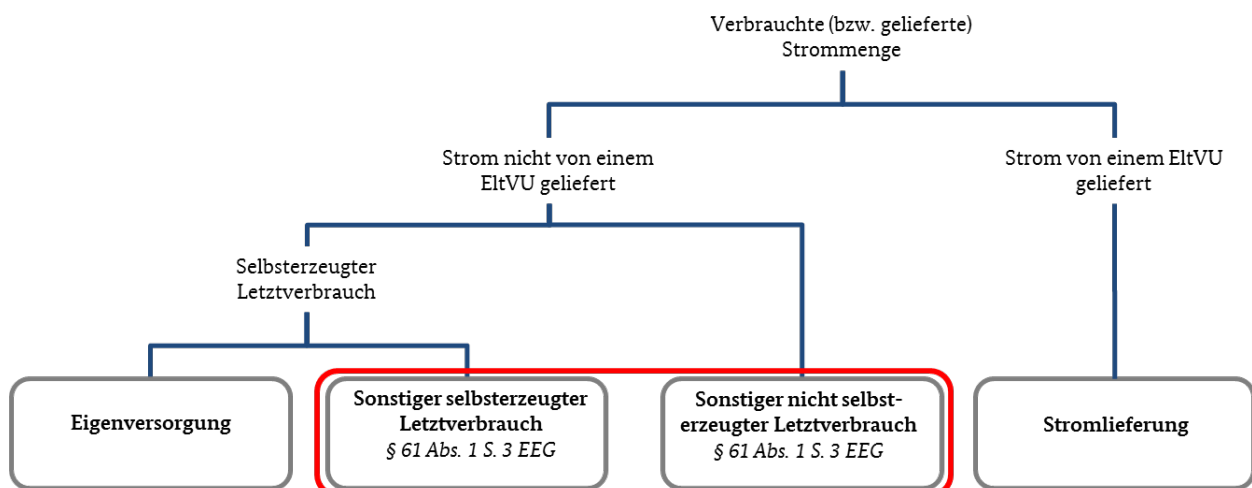 Verbrauchte (bzw. gelieferte)
Strommenge
Strom nicht von einem
EltVU geliefert
Strom von einem EltVU
geliefert
Selbsterzeugter
Letztverbrauch
Eigenversorgung
Sonstiger selbsterzeugter
Letztverbrauch
§ 61 Abs. 1 S. 3 EEG
Sonstiger nicht selbst-
erzeugter Letztverbrauch
§ 61 Abs. 1 S. 3 EEG
Stromlieferung